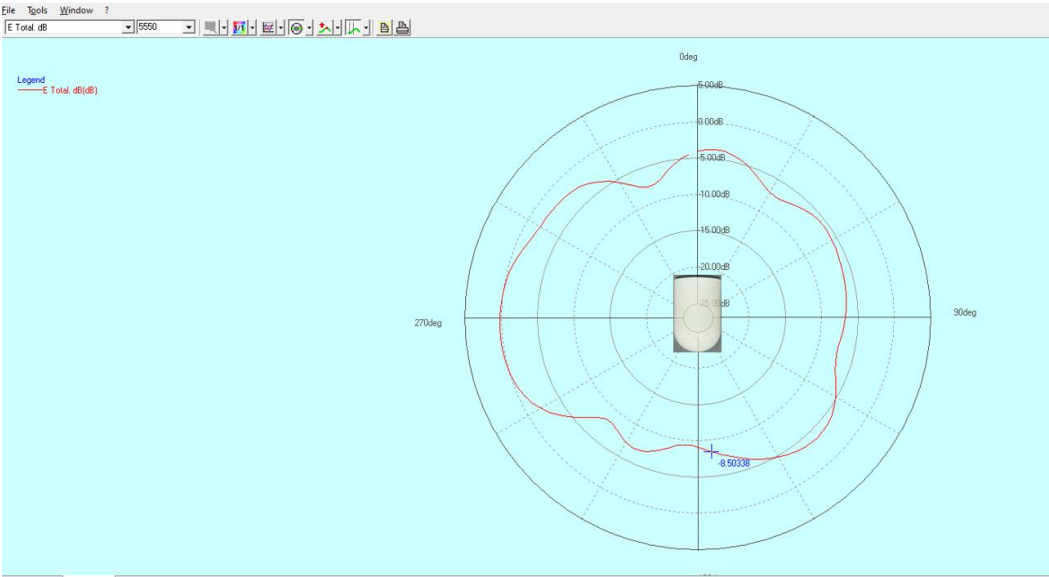 File Tools Window ?
E Total. dB 5550
0deg
Legend
E Total. dB(dB)
5.00dB
0.00dB
-5.00dB
-10.00dB
-15.00dB
-20.00dB
-25.00dB
270deg
90deg
-8.50338